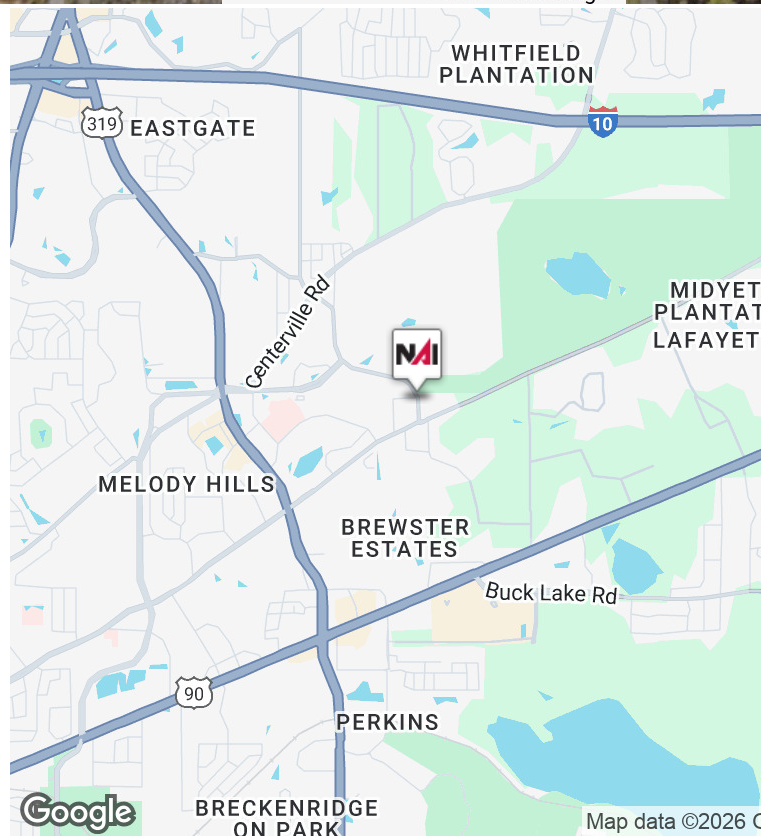 WHITFIELD
PLANTATION
319
EASTGATE
10
MIDYET
PLANTAT
LAFAYET
Centerville Rd
NAI
MELODY HILLS
BREWSTER
ESTATES
Buck Lake Rd
90
PERKINS
BRECKENRIDGE
ON PARK
Google
Map data ©2026